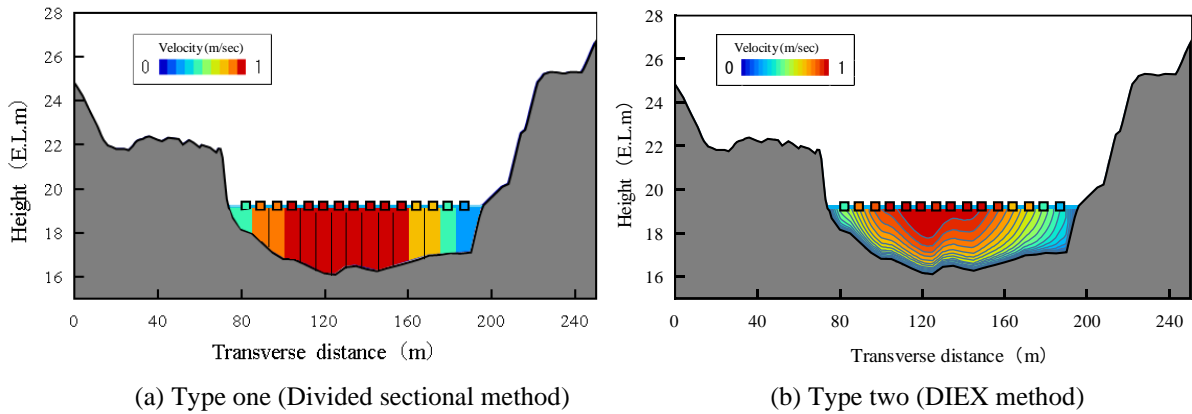 28
26
24
22
20
18
16
Height (E.L.m)
Velocity(m/sec)
0 1
0 40 80 120 160 200 240
Transverse distance (m)
(a) Type one (Divided sectional method)
28
26
24
22
20
18
16
Height (E.L.m)
Velocity(m/sec)
0 1
0 40 80 120 160 200 240
Transverse distance (m)
(b) Type two (DIEX method)